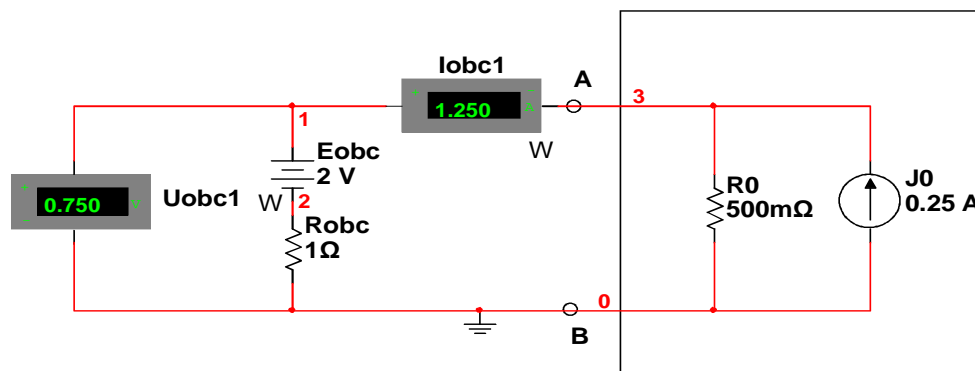 Iobc1
A
+
−
1.250
A
3
1
W
Eobc
2 V
+
0.750
V
−
Uobc1
W
2
Robc
1Ω
R0
500mΩ
J0
0.25 A
0
B